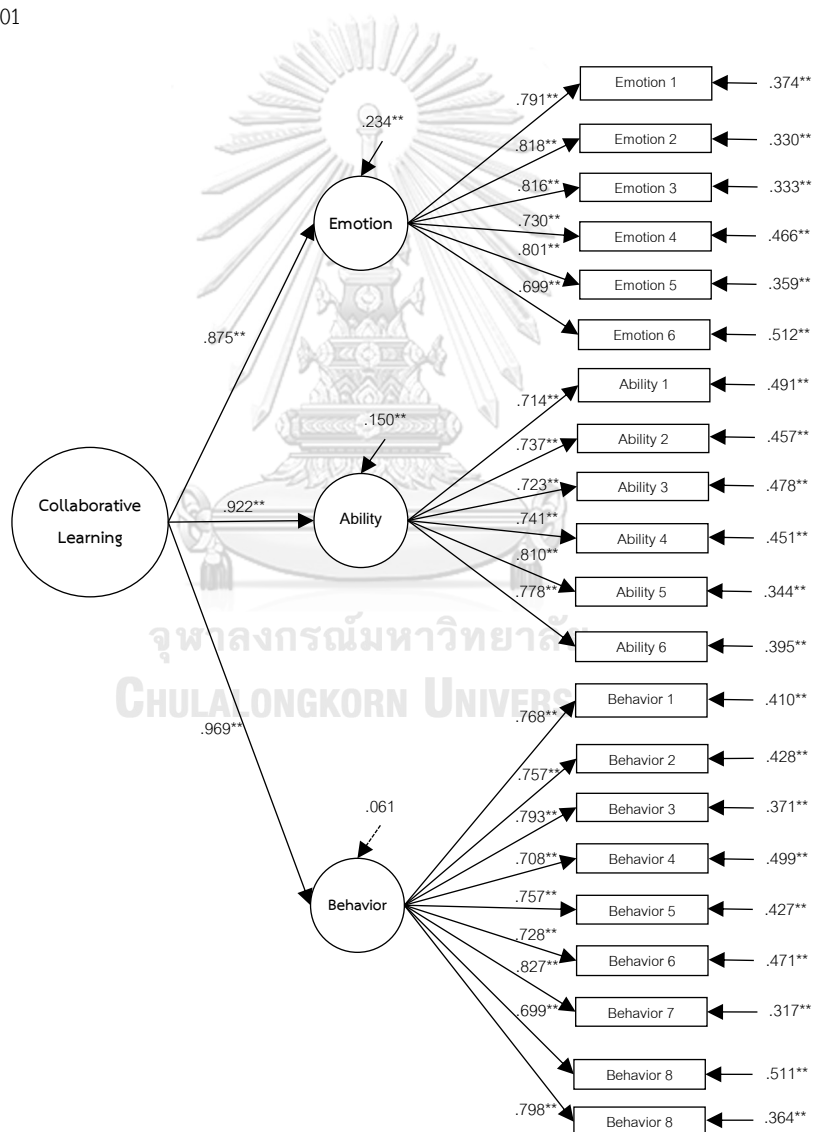 01
.791**
Emotion 1
.374**
.234**
.818**
Emotion 2
.330**
.816**
Emotion 3
.333**
Emotion
.730**
Emotion 4
.466**
.801**
Emotion 5
.359**
.699**
Emotion 6
.512**
.875**
.714**
Ability 1
.491**
.150**
.737**
Ability 2
.457**
.723**
Ability 3
.478**
Collaborative
Learning
.922**
Ability
.741**
Ability 4
.451**
.810**
Ability 5
.344**
.778**
Ability 6
.395**
จุฬาลงกรณ์มหาวิทยาลัย
CHULALONGKORN UNIVERS
.969**
.768**
Behavior 1
.410**
.757**
Behavior 2
.428**
.061
.793**
Behavior 3
.371**
.708**
Behavior 4
.499**
Behavior
.757**
Behavior 5
.427**
.728**
Behavior 6
.471**
.827**
Behavior 7
.317**
.699**
Behavior 8
.511**
.798**
Behavior 8
.364**